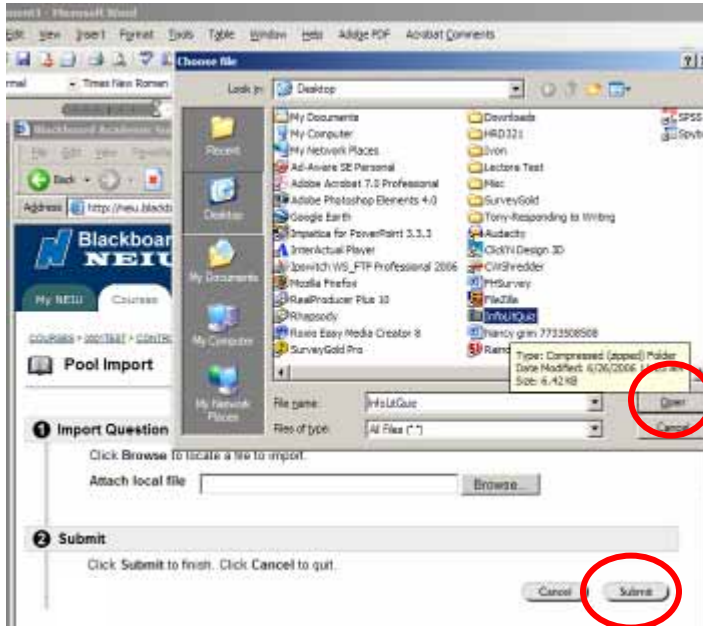 Edit View Insert Format Tools Table Window Help Adobe PDF Acrobat Comments
Times New Roman
Choose file
Look in: Desktop
Recent
Desktop
My Documents
My Computer
My Network Places
My Documents
My Computer
My Network Places
Ad-Aware SE Personal
Adobe Acrobat 7.0 Professional
Adobe Photoshop Elements 4.0
Google Earth
Impatica for PowerPoint 3.3.3
InterActual Player
Ipswitch WS_FTP Professional 2006
Mozilla Firefox
RealProducer Plus 10
Rhapsody
Roxio Easy Media Creator 8
SurveyGold Pro
Downloads
HRD321
Ivon
Lectora Test
Misc
SurveyGold
Tony-Responding to Writing
Audacity
Click'N Design 3D
CWShredder
FHSurvey
FileZilla
InfoLitQuiz
Nancy grim 7733508508
SPSS
Type: Compressed (zipped) Folder
Date Modified: 6/26/2006
Size: 6.42 KB
File name: InfoLitQuiz
Files of type: All Files (*.*)
Open
Cancel
Back
Address
Blackboard
NEIU
My NEIU Courses
Pool Import
1 Import Question
Click Browse to locate a file to import.
Attach local file Browse...
2 Submit
Click Submit to finish. Click Cancel to quit.
Cancel Submit